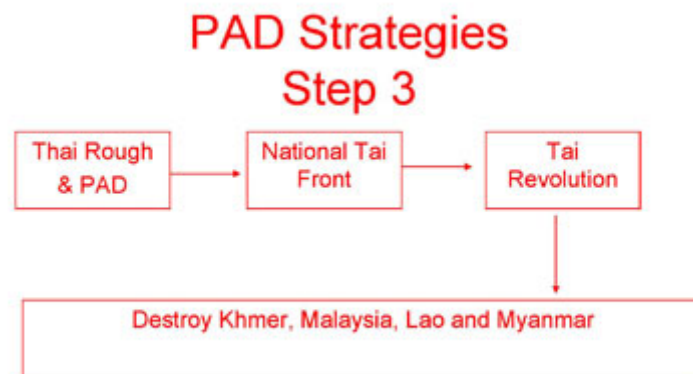 PAD Strategies
Step 3
Thai Rough
& PAD
National Tai
Front
Tai
Revolution
Destroy Khmer, Malaysia, Lao and Myanmar